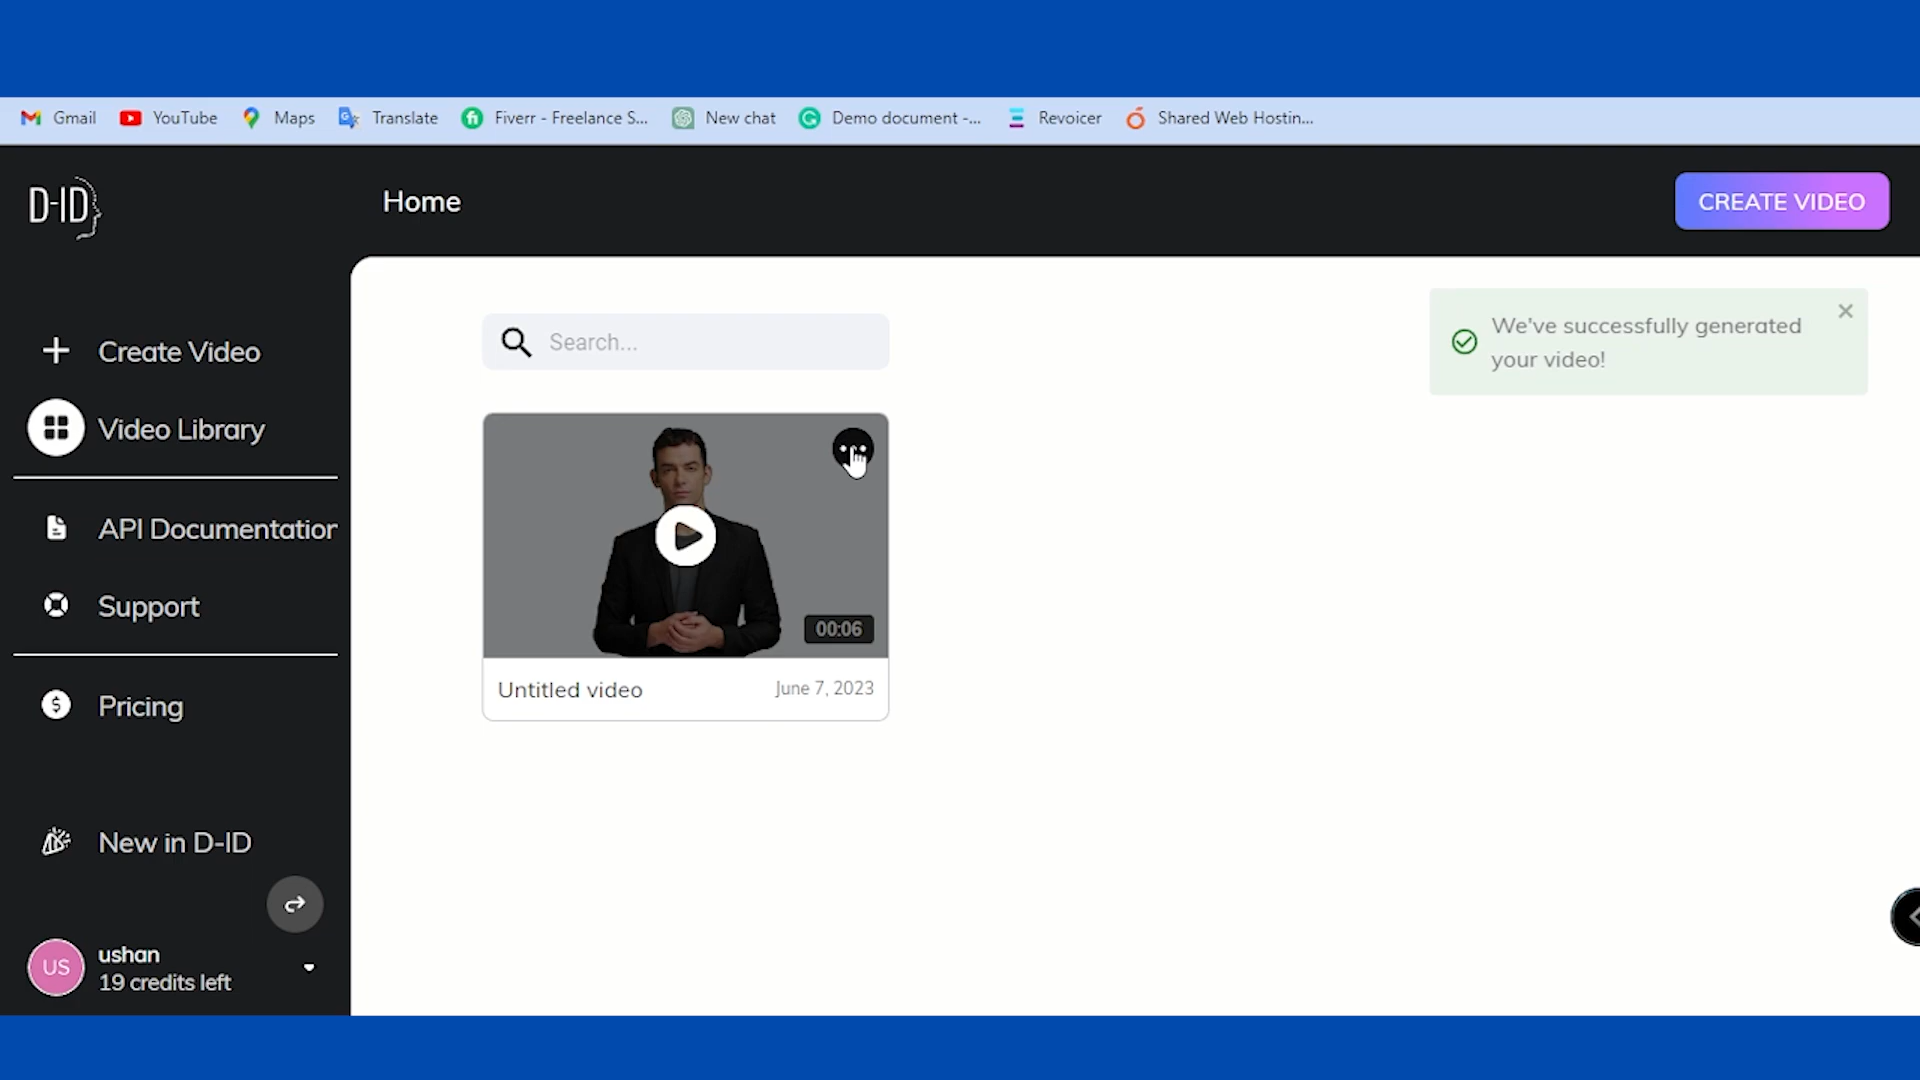 Gmail YouTube Maps Translate Fiverr - Freelance S... New chat Demo document -... Revoicer Shared Web Hostin...
D-ID
Home
CREATE VIDEO
Search...
We've successfully generated
your video!
Create Video
Video Library
API Documentation
Support
Pricing
New in D-ID
US
ushan
19 credits left
00:06
Untitled video
June 7, 2023